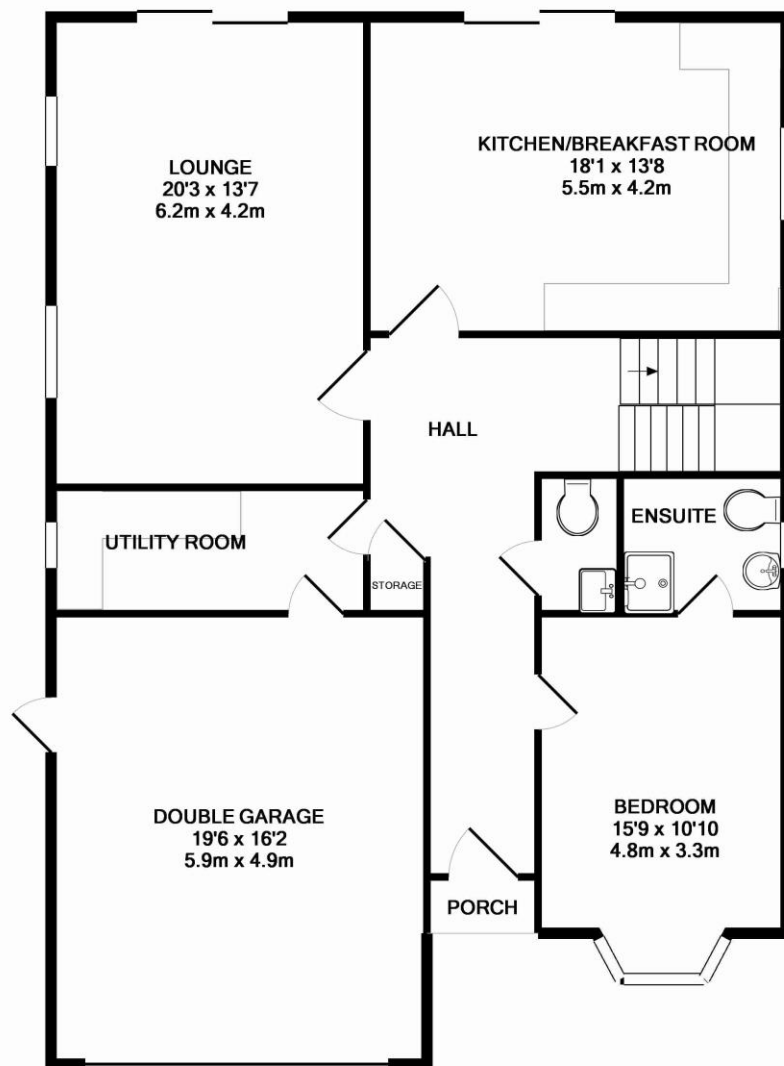 LOUNGE
20'3 x 13'7
6.2m x 4.2m
KITCHEN/BREAKFAST ROOM
18'1 x 13'8
5.5m x 4.2m
HALL
UTILITY ROOM
STORAGE
ENSUITE
DOUBLE GARAGE
19'6 x 16'2
5.9m x 4.9m
BEDROOM
15'9 x 10'10
4.8m x 3.3m
PORCH